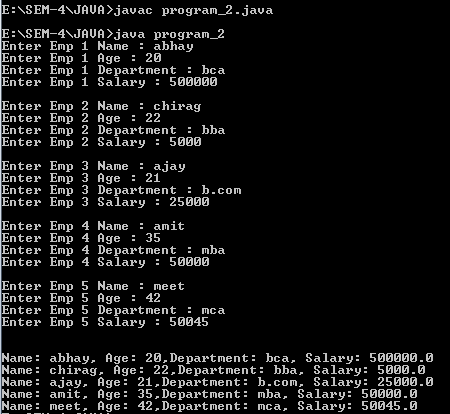 E:\SEM-4\JAVA>javac program_2.java
E:\SEM-4\JAVA>java program_2
Enter Emp 1 Name : abhay
Enter Emp 1 Age : 20
Enter Emp 1 Department : bca
Enter Emp 1 Salary : 500000
Enter Emp 2 Name : chirag
Enter Emp 2 Age : 22
Enter Emp 2 Department : bba
Enter Emp 2 Salary : 5000
Enter Emp 3 Name : ajay
Enter Emp 3 Age : 21
Enter Emp 3 Department : b.com
Enter Emp 3 Salary : 25000
Enter Emp 4 Name : amit
Enter Emp 4 Age : 35
Enter Emp 4 Department : mba
Enter Emp 4 Salary : 50000
Enter Emp 5 Name : meet
Enter Emp 5 Age : 42
Enter Emp 5 Department : mca
Enter Emp 5 Salary : 50045
Name: abhay, Age: 20,Department: bca, Salary: 500000.0
Name: chirag, Age: 22,Department: bba, Salary: 5000.0
Name: ajay, Age: 21,Department: b.com, Salary: 25000.0
Name: amit, Age: 35,Department: mba, Salary: 50000.0
Name: meet, Age: 42,Department: mca, Salary: 50045.0